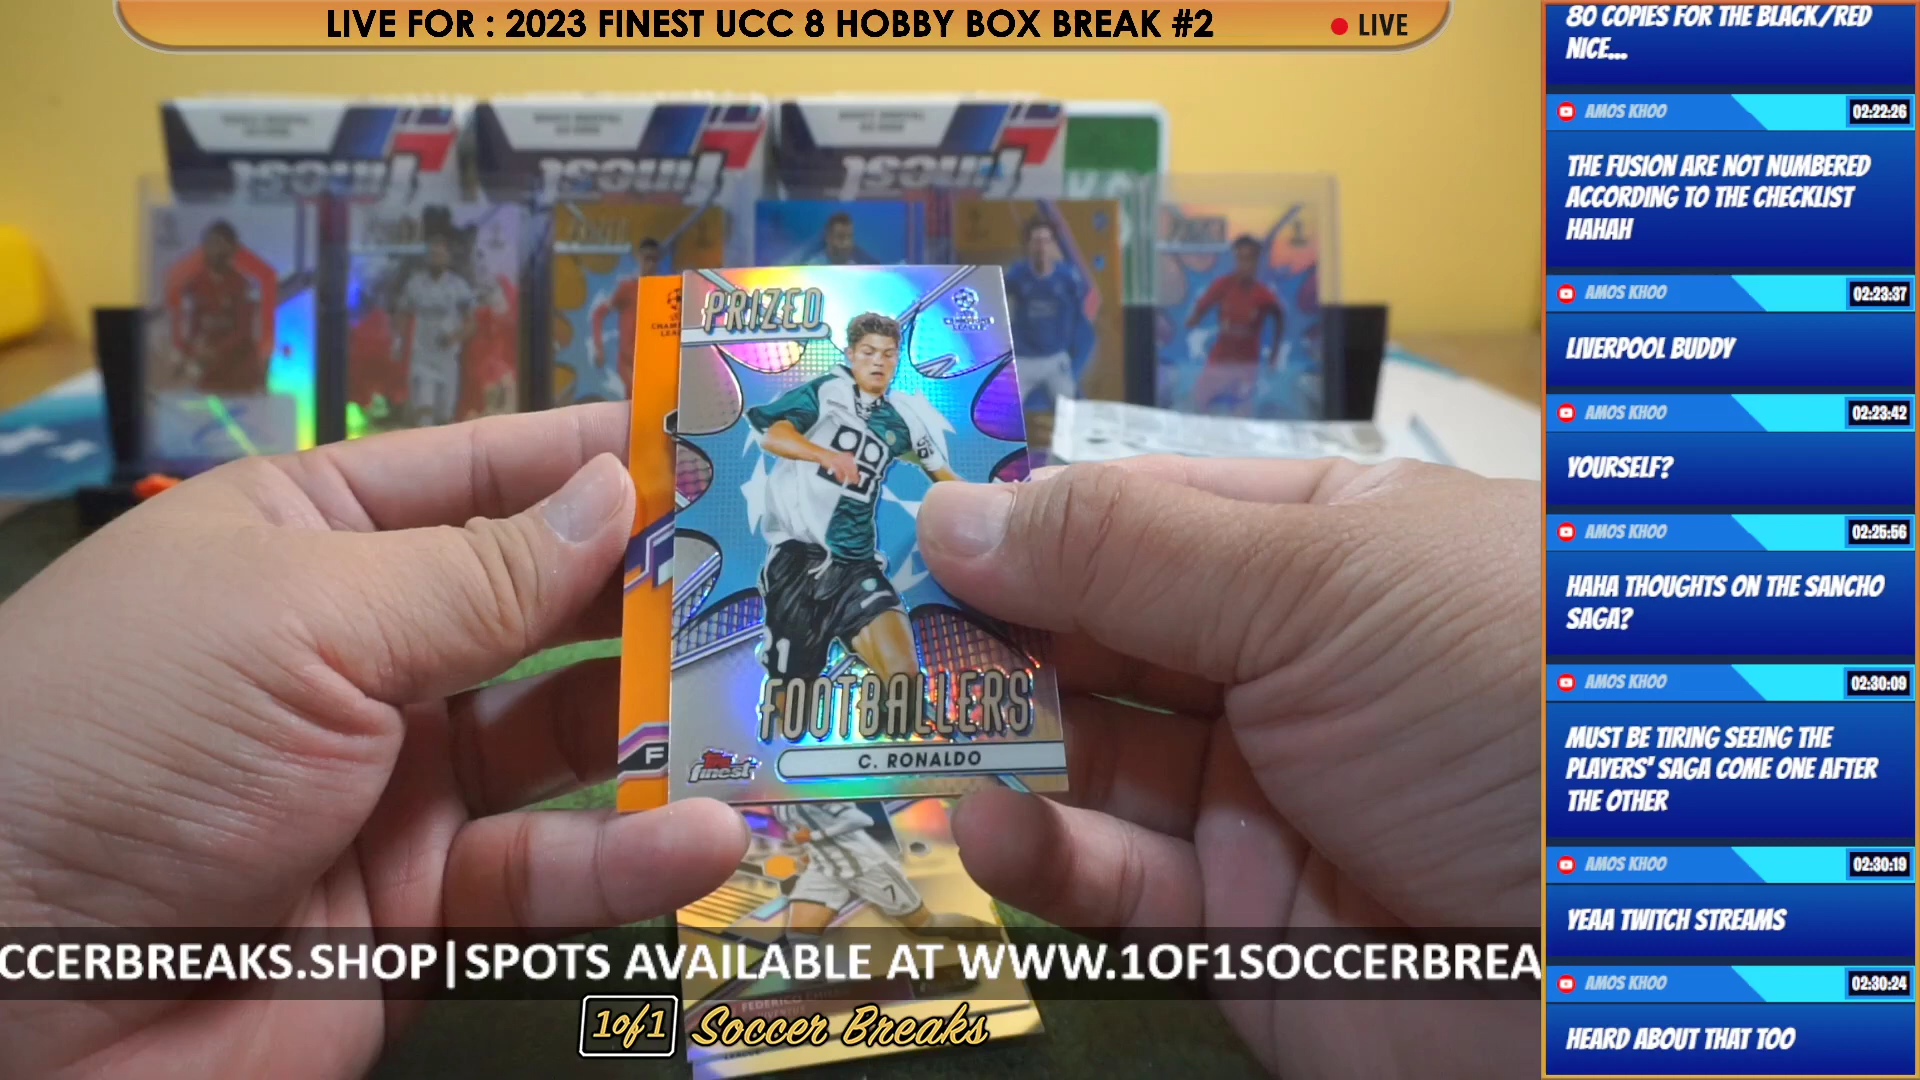 LIVE FOR : 2023 FINEST UCC 8 HOBBY BOX BREAK #2
LIVE
PRIZED
FOOTBALLERS
C. RONALDO
Topps
finest
F
7
CCERBREAKS.SHOP|SPOTS AVAILABLE AT WWW.1OF1SOCCERBREA
FEDERICO
1of1 Soccer Breaks
80 COPIES FOR THE BLACK/RED
NICE...
AMOS KHOO 02:22:26
THE FUSION ARE NOT NUMBERED
ACCORDING TO THE CHECKLIST
HAHAH
AMOS KHOO 02:23:37
LIVERPOOL BUDDY
AMOS KHOO 02:23:42
YOURSELF?
AMOS KHOO 02:25:56
HAHA THOUGHTS ON THE SANCHO
SAGA?
AMOS KHOO 02:30:09
MUST BE TIRING SEEING THE
PLAYERS' SAGA COME ONE AFTER
THE OTHER
AMOS KHOO 02:30:19
YEAA TWITCH STREAMS
AMOS KHOO 02:30:24
HEARD ABOUT THAT TOO